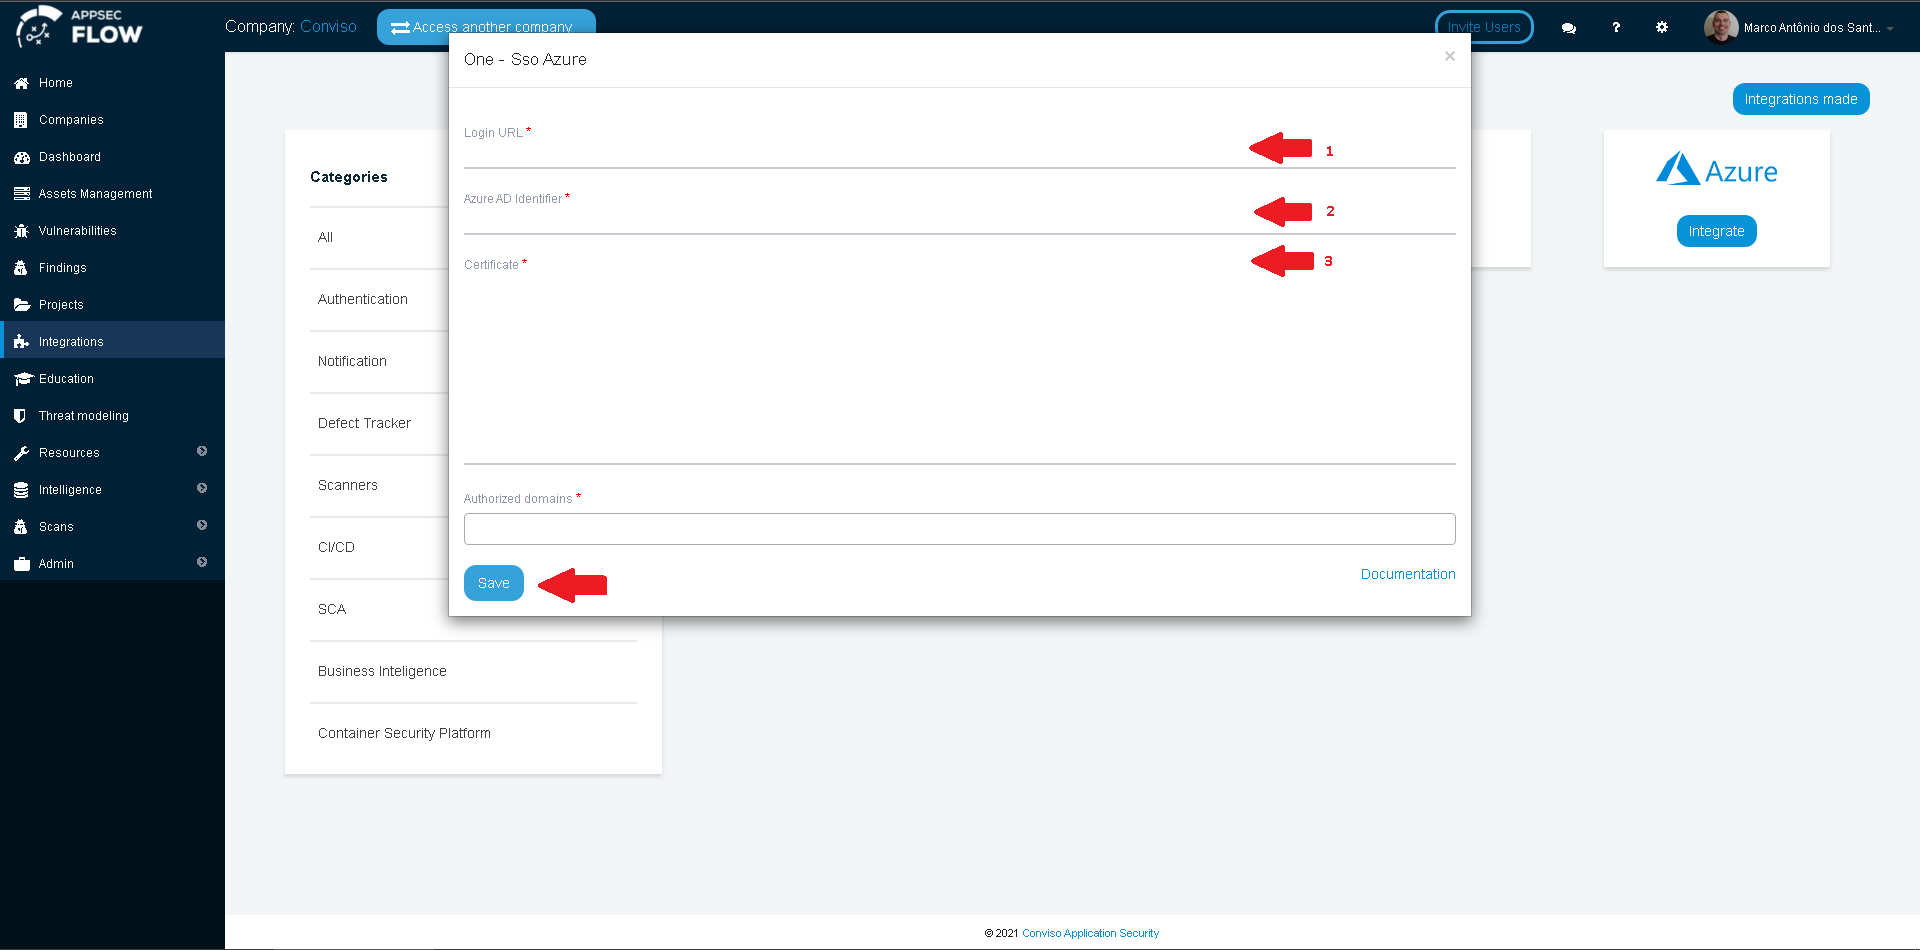 APPSEC
FLOW
Company: Conviso
Access another company
Invite Users
?
Marco Antônio dos Sant...
Home
Companies
Dashboard
Assets Management
Vulnerabilities
Findings
Projects
Integrations
Education
Threat modeling
Resources
Intelligence
Scans
Admin
Integrations made
Categories
All
Authentication
Notification
Defect Tracker
Scanners
CI/CD
SCA
Business Inteligence
Container Security Platform
One - Sso Azure
×
Login URL *
1
Azure AD Identifier *
2
Certificate *
3
Authorized domains *
Save
Documentation
Azure
Integrate
© 2021 Conviso Application Security